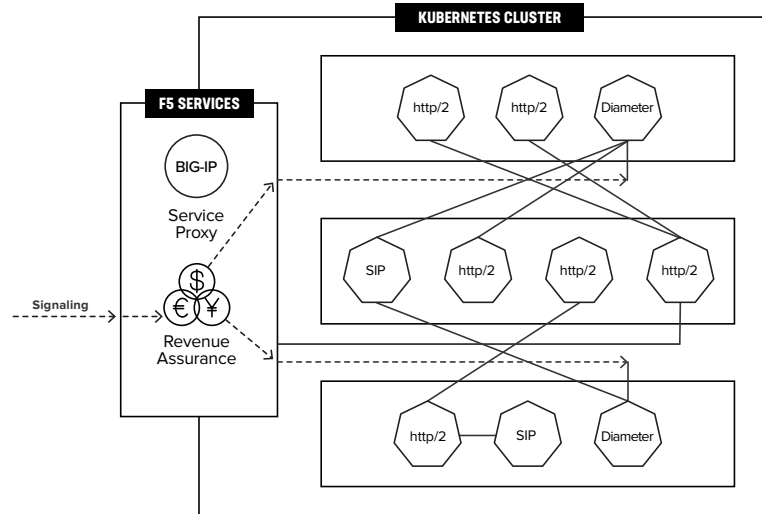 KUBERNETES CLUSTER
F5 SERVICES
http/2
http/2
Diameter
BIG-IP
Service
Proxy
SIP
http/2
http/2
http/2
$
€
¥
Signaling
Revenue
Assurance
http/2
SIP
Diameter